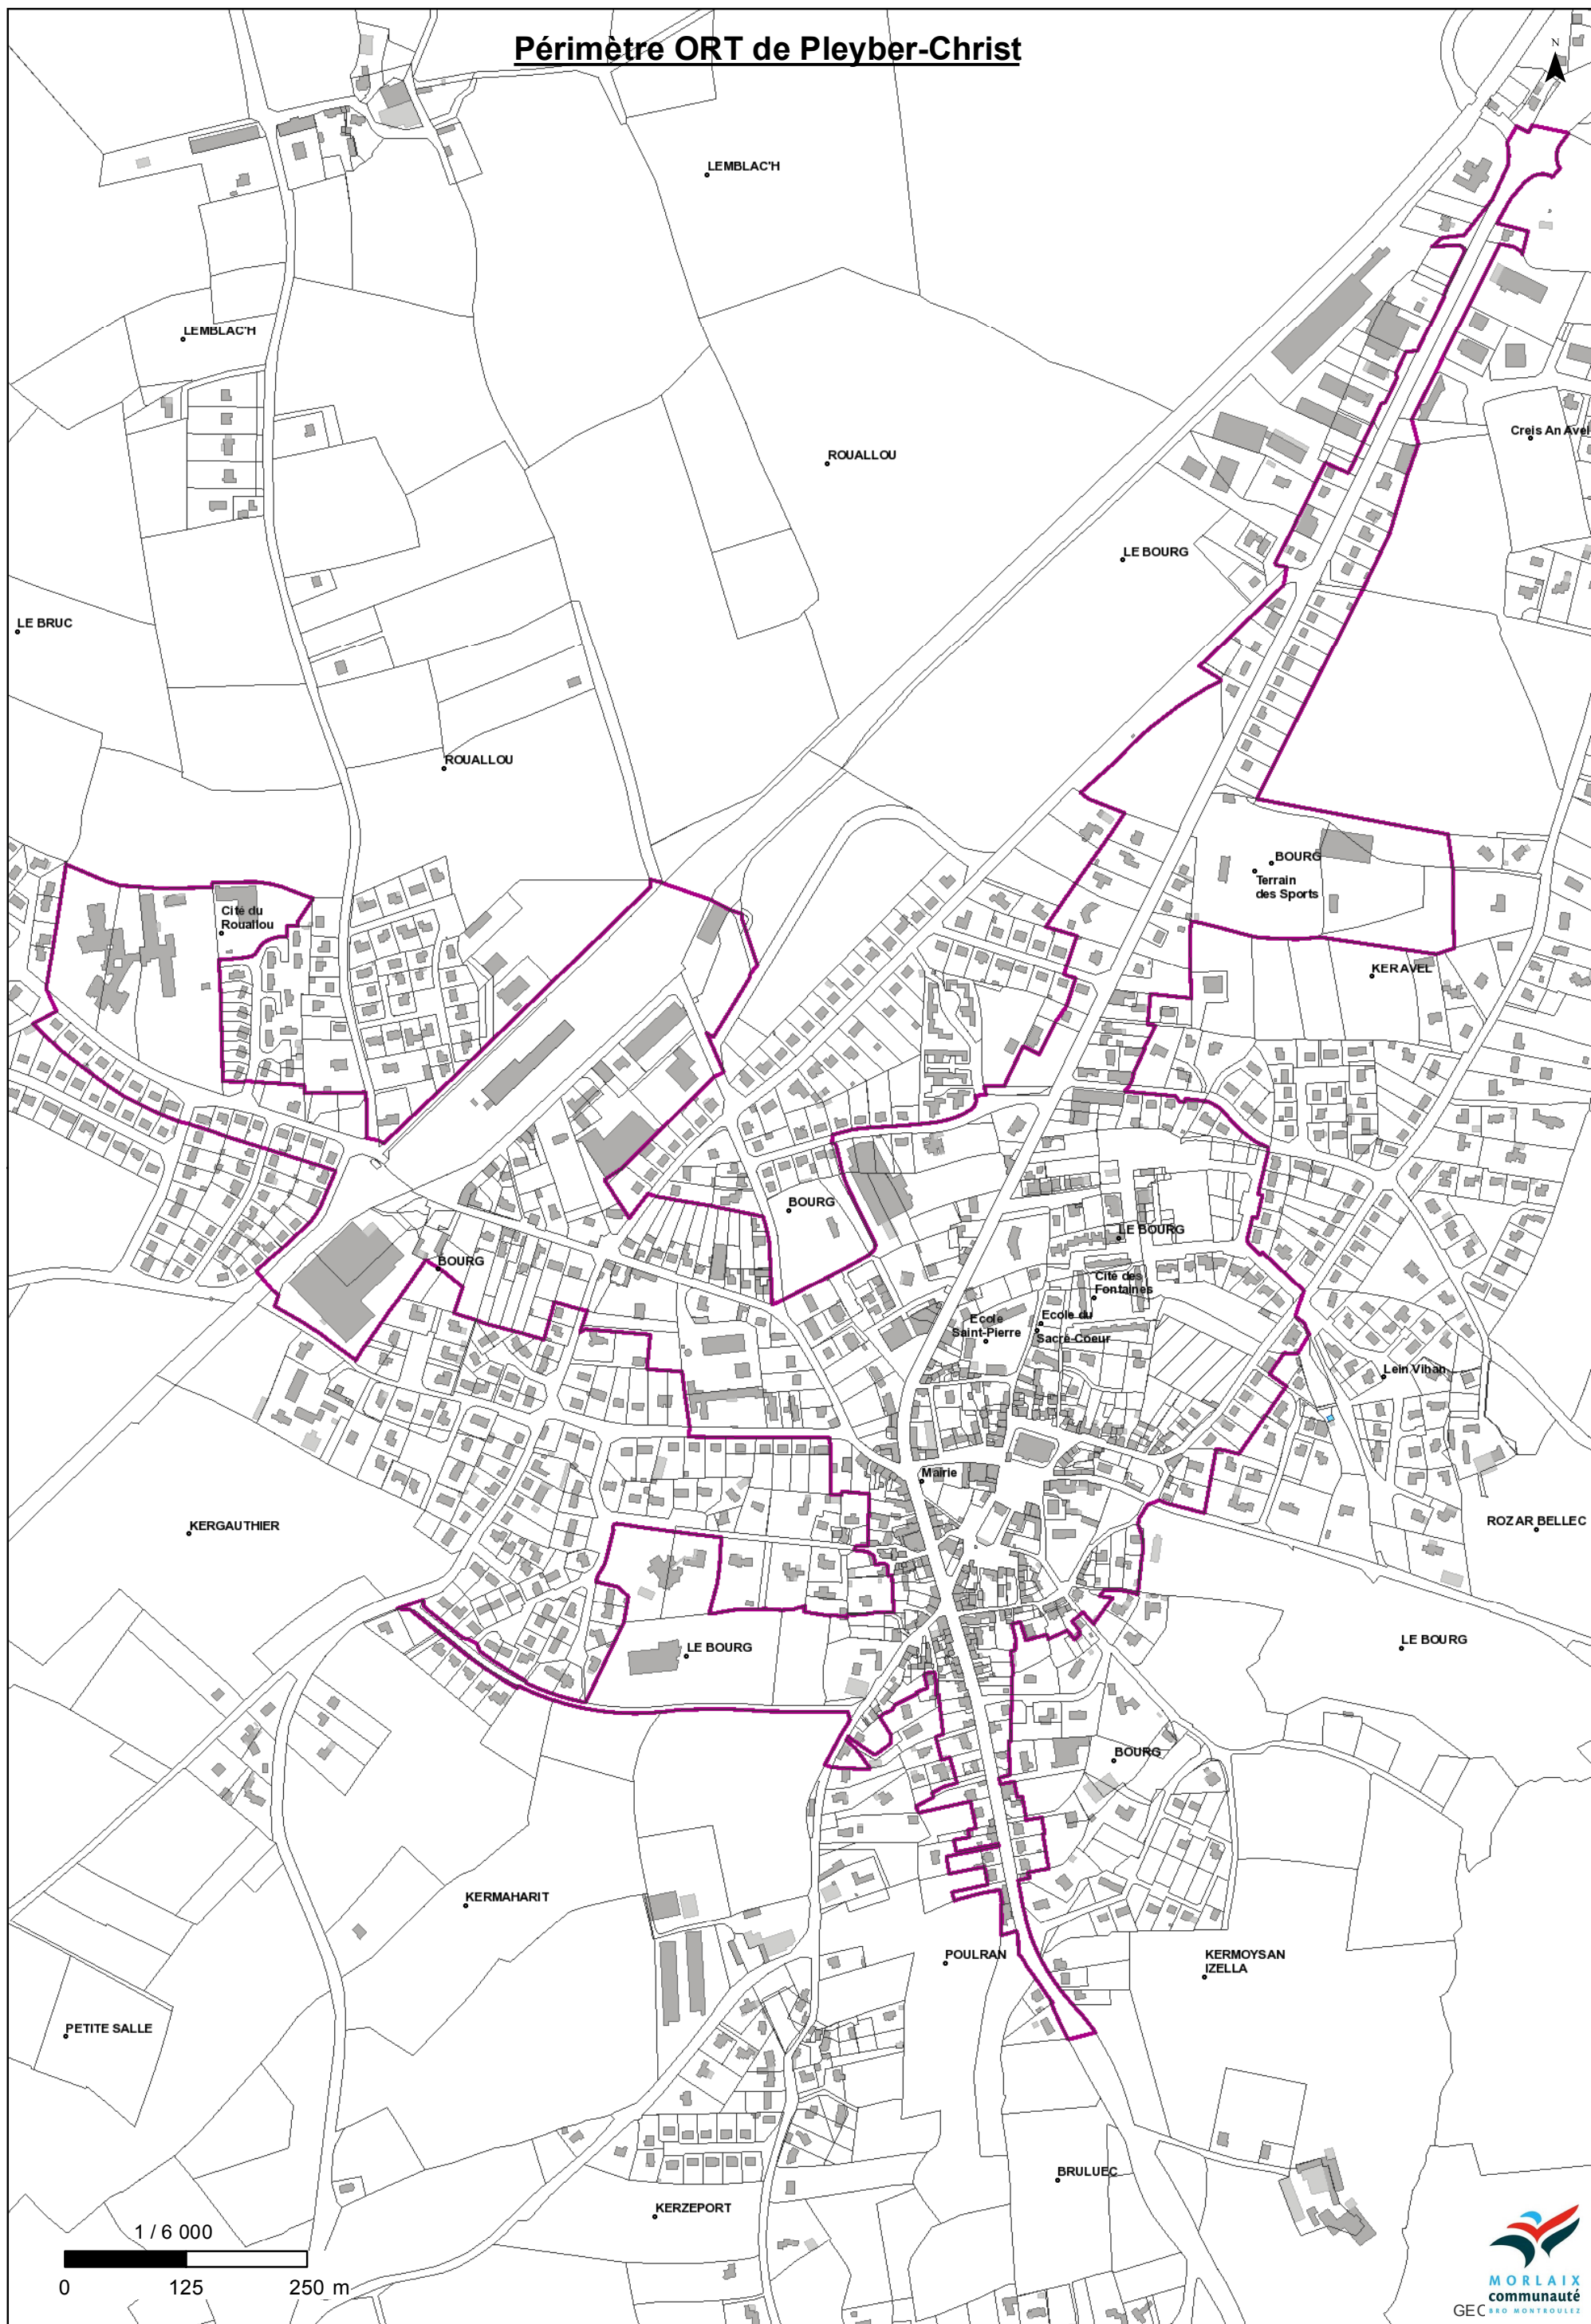 Périmètre ORT de Pleyber-Christ
N
LEMBLAC'H
LEMBLAC'H
Creis An Avel
ROUALLOU
LE BOURG
LE BRUC
ROUALLOU
BOURG
Terrain
des Sports
Cité du
Rouallou
KERAVEL
BOURG
LE BOURG
BOURG
Cité des
Fontaines
Ecole
Saint-Pierre
Ecole du
Sacré-Coeur
Lein Vihan
Mairie
KERGAUTHIER
ROZAR BELLEC
LE BOURG
LE BOURG
BOURG
KERMAHARIT
POULRAN
KERMOYSAN
IZELLA
PETITE SALLE
BRULUEC
KERZEPORT
1 / 6 000
0 125 250 m
MORLAIX
communauté
BRO MONTROULEZ
GEO